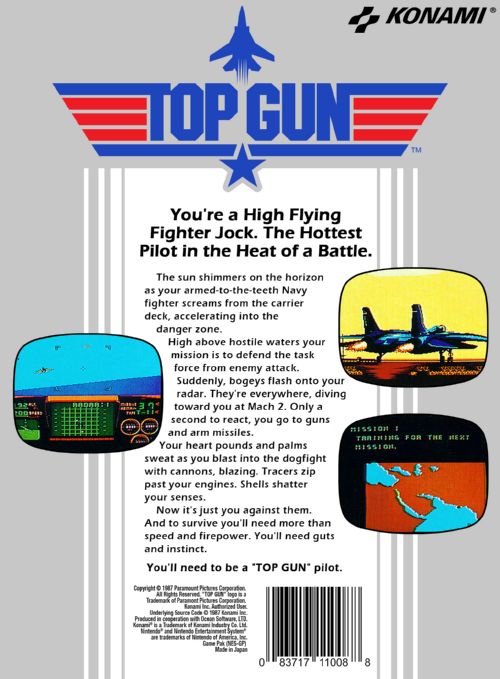 KONAMI®
TOP GUN™
You're a High Flying
Fighter Jock. The Hottest
Pilot in the Heat of a Battle.
The sun shimmers on the horizon
as your armed-to-the-teeth Navy
fighter screams from the carrier
deck, accelerating into the
danger zone.
High above hostile waters your
mission is to defend the task
force from enemy attack.
Suddenly, bogeys flash onto your
radar. They're everywhere, diving
toward you at Mach 2. Only a
second to react, you go to guns
and arm missiles.
Your heart pounds and palms
sweat as you blast into the dogfight
with cannons, blazing. Tracers zip
past your engines. Shells shatter
your senses.
Now it's just you against them.
And to survive you'll need more than
speed and firepower. You'll need guts
and instinct.
You'll need to be a "TOP GUN" pilot.
RADAR:1
MISSION 1
TRAINING FOR THE NEXT
MISSION.
Copyright © 1987 Paramount Pictures Corporation.
All Rights Reserved. "TOP GUN" logo is a
Trademark of Paramount Pictures Corporation.
Konami Inc. Authorized User.
Underlying Source Code © 1987 Konami Inc.
Produced in cooperation with Ocean Software, LTD.
Konami® is a Trademark of Konami Industry Co. Ltd.
Nintendo® and Nintendo Entertainment System®
are trademarks of Nintendo of America, Inc.
Game Pak (NES-GP)
Made in Japan
0 83717 11008 8